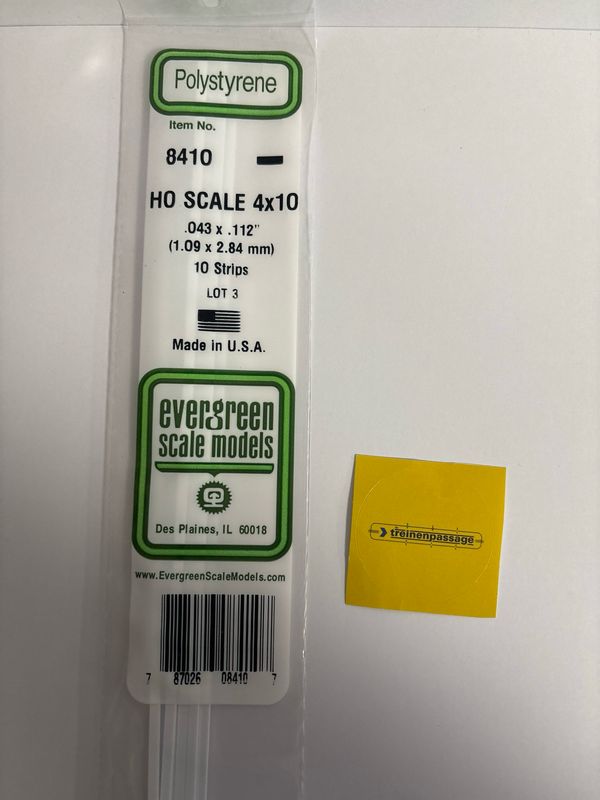 Polystyrene
Item No.
8410
HO SCALE 4x10
.043 x .112"
(1.09 x 2.84 mm)
10 Strips
LOT 3
Made in U.S.A.
evergreen
scale models
Des Plaines, IL 60018
www.EvergreenScaleModels.com
7 87026 08410 7
treinenpassage